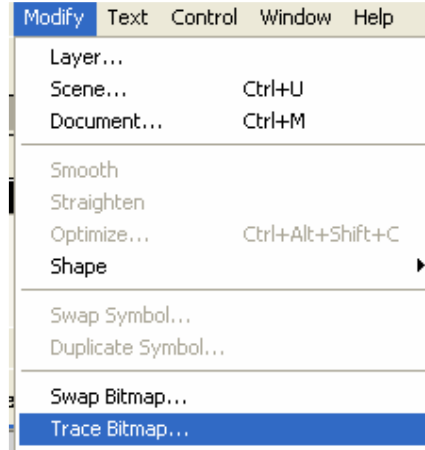 Modify Text Control Window Help
Layer...
Scene... Ctrl+U
Document... Ctrl+M
Smooth
Straighten
Optimize... Ctrl+Alt+Shift+C
Shape
Swap Symbol...
Duplicate Symbol...
Swap Bitmap...
Trace Bitmap...